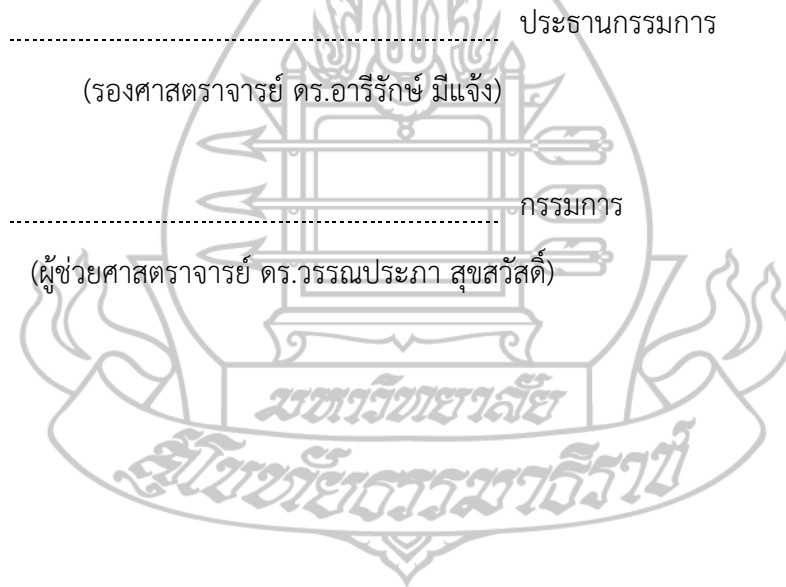 ประธานกรรมการ
(รองศาสตราจารย์ ดร.อารีรักษ์ มีแจ้ง)
กรรมการ
(ผู้ช่วยศาสตราจารย์ ดร.วรรณประภา สุขสวัสดิ์)
มหาวิทยาลัย
สุโขทัยธรรมาธิราช